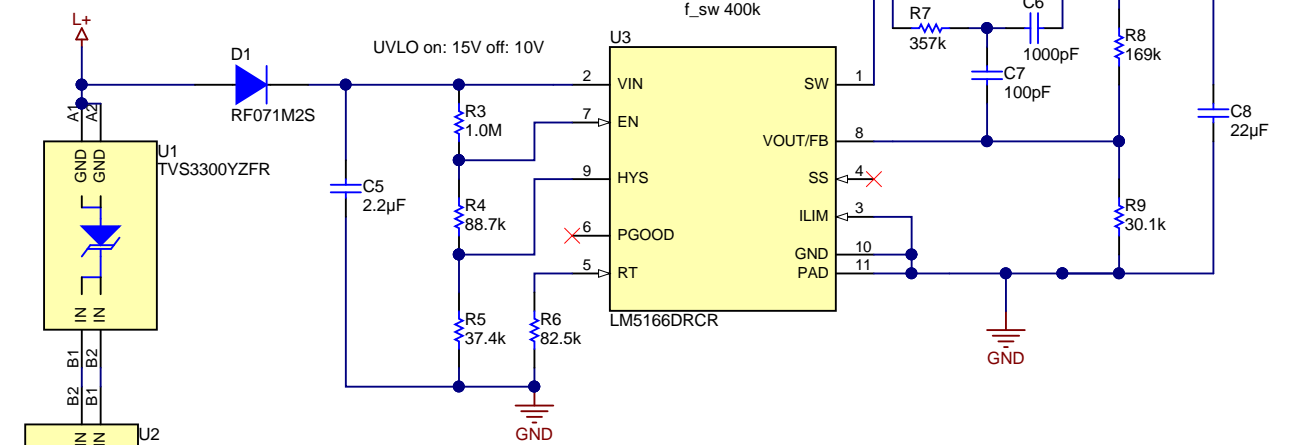 f_sw 400k
L+
UVLO on: 15V off: 10V
D1
RF071M2S
A1
A2
GND
GND
IN
IN
B1
B2
B2
B1
IN
IN
U1
TVS3300YZFR
U2
C5
2.2µF
R3
1.0M
R4
88.7k
R5
37.4k
R6
82.5k
GND
U3
2
VIN
7
EN
9
HYS
6
PGOOD
5
RT
SW
1
VOUT/FB
8
SS
4
ILIM
3
GND
10
PAD
11
LM5166DRCR
R7
357k
C6
1000pF
C7
100pF
R8
169k
R9
30.1k
C8
22µF
GND